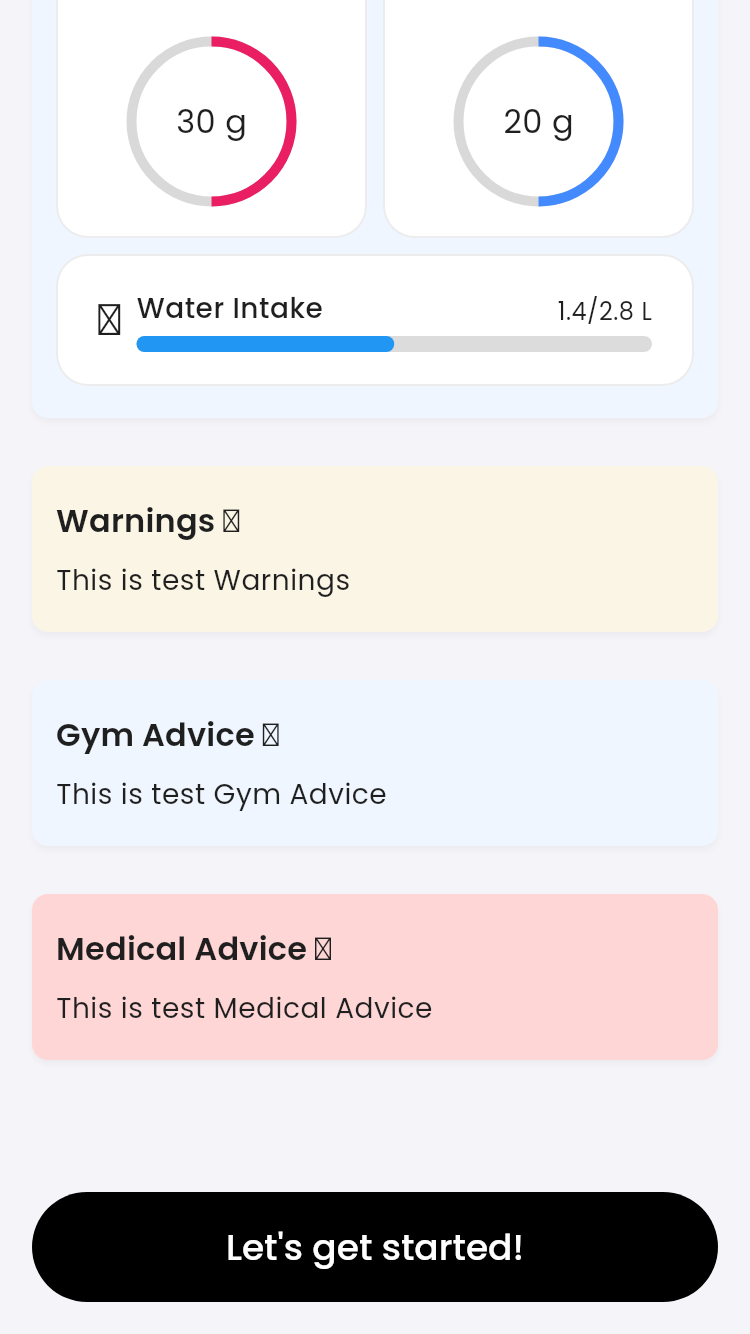 30 g 20 g
Water Intake 1.4/2.8 L
Warnings
This is test Warnings
Gym Advice
This is test Gym Advice
Medical Advice
This is test Medical Advice
Let's get started!